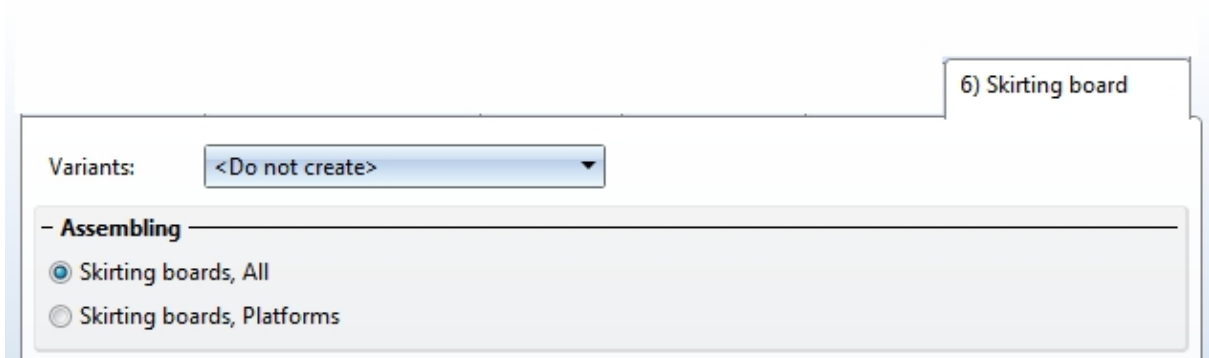 6) Skirting board
Variants: <Do not create>
– Assembling
Skirting boards, All
Skirting boards, Platforms